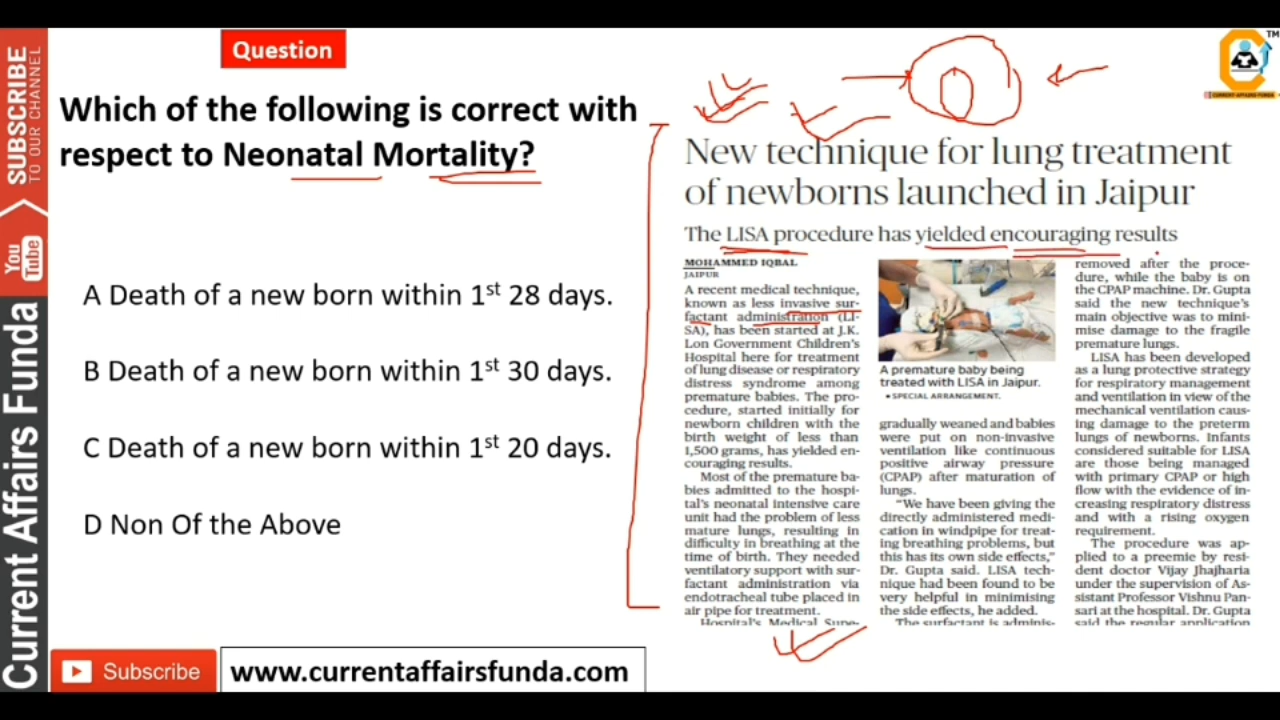 SUBSCRIBE
TO OUR CHANNEL
You
Tube
Current Affairs Funda
Question
Which of the following is correct with
respect to Neonatal Mortality?
A Death of a new born within 1st 28 days.
B Death of a new born within 1st 30 days.
C Death of a new born within 1st 20 days.
D Non Of the Above
Subscribe
www.currentaffairsfunda.com
TM
CURRENT-AFFAIRS-FUNDA
New technique for lung treatment
of newborns launched in Jaipur
The LISA procedure has yielded encouraging results
MOHAMMED IQBAL
JAIPUR
A recent medical technique,
known as less invasive sur-
factant administration (LI-
SA), has been started at J.K.
Lon Government Children's
Hospital here for treatment
of lung disease or respiratory
distress syndrome among
premature babies. The pro-
cedure, started initially for
newborn children with the
birth weight of less than
1,500 grams, has yielded en-
couraging results.
Most of the premature ba-
bies admitted to the hospi-
tal's neonatal intensive care
unit had the problem of less
mature lungs, resulting in
difficulty in breathing at the
time of birth. They needed
ventilatory support with sur-
factant administration via
endotracheal tube placed in
air pipe for treatment.
Hospital's Medical Supe-
A premature baby being
treated with LISA in Jaipur.
• SPECIAL ARRANGEMENT.
gradually weaned and babies
were put on non-invasive
ventilation like continuous
positive airway pressure
(CPAP) after maturation of
lungs.
"We have been giving the
directly administered medi-
cation in windpipe for treat-
ing breathing problems, but
this has its own side effects,"
Dr. Gupta said. LISA tech-
nique had been found to be
very helpful in minimising
the side effects, he added.
The surfactant is adminis-
removed after the proce-
dure, while the baby is on
the CPAP machine. Dr. Gupta
said the new technique's
main objective was to mini-
mise damage to the fragile
premature lungs.
LISA has been developed
as a lung protective strategy
for respiratory management
and ventilation in view of the
mechanical ventilation caus-
ing damage to the preterm
lungs of newborns. Infants
considered suitable for LISA
are those being managed
with primary CPAP or high
flow with the evidence of in-
creasing respiratory distress
and with a rising oxygen
requirement.
The procedure was ap-
plied to a preemie by resi-
dent doctor Vijay Jhajharia
under the supervision of As-
sistant Professor Vishnu Pan-
sari at the hospital. Dr. Gupta
said the regular application